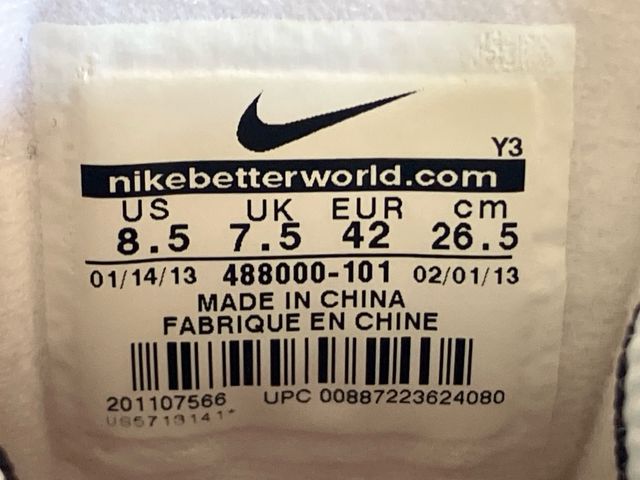 Y3
nikebetterworld.com
US UK EUR cm
8.5 7.5 42 26.5
01/14/13 488000-101 02/01/13
MADE IN CHINA
FABRIQUE EN CHINE
201107566 UPC 00887223624080
US5713141*